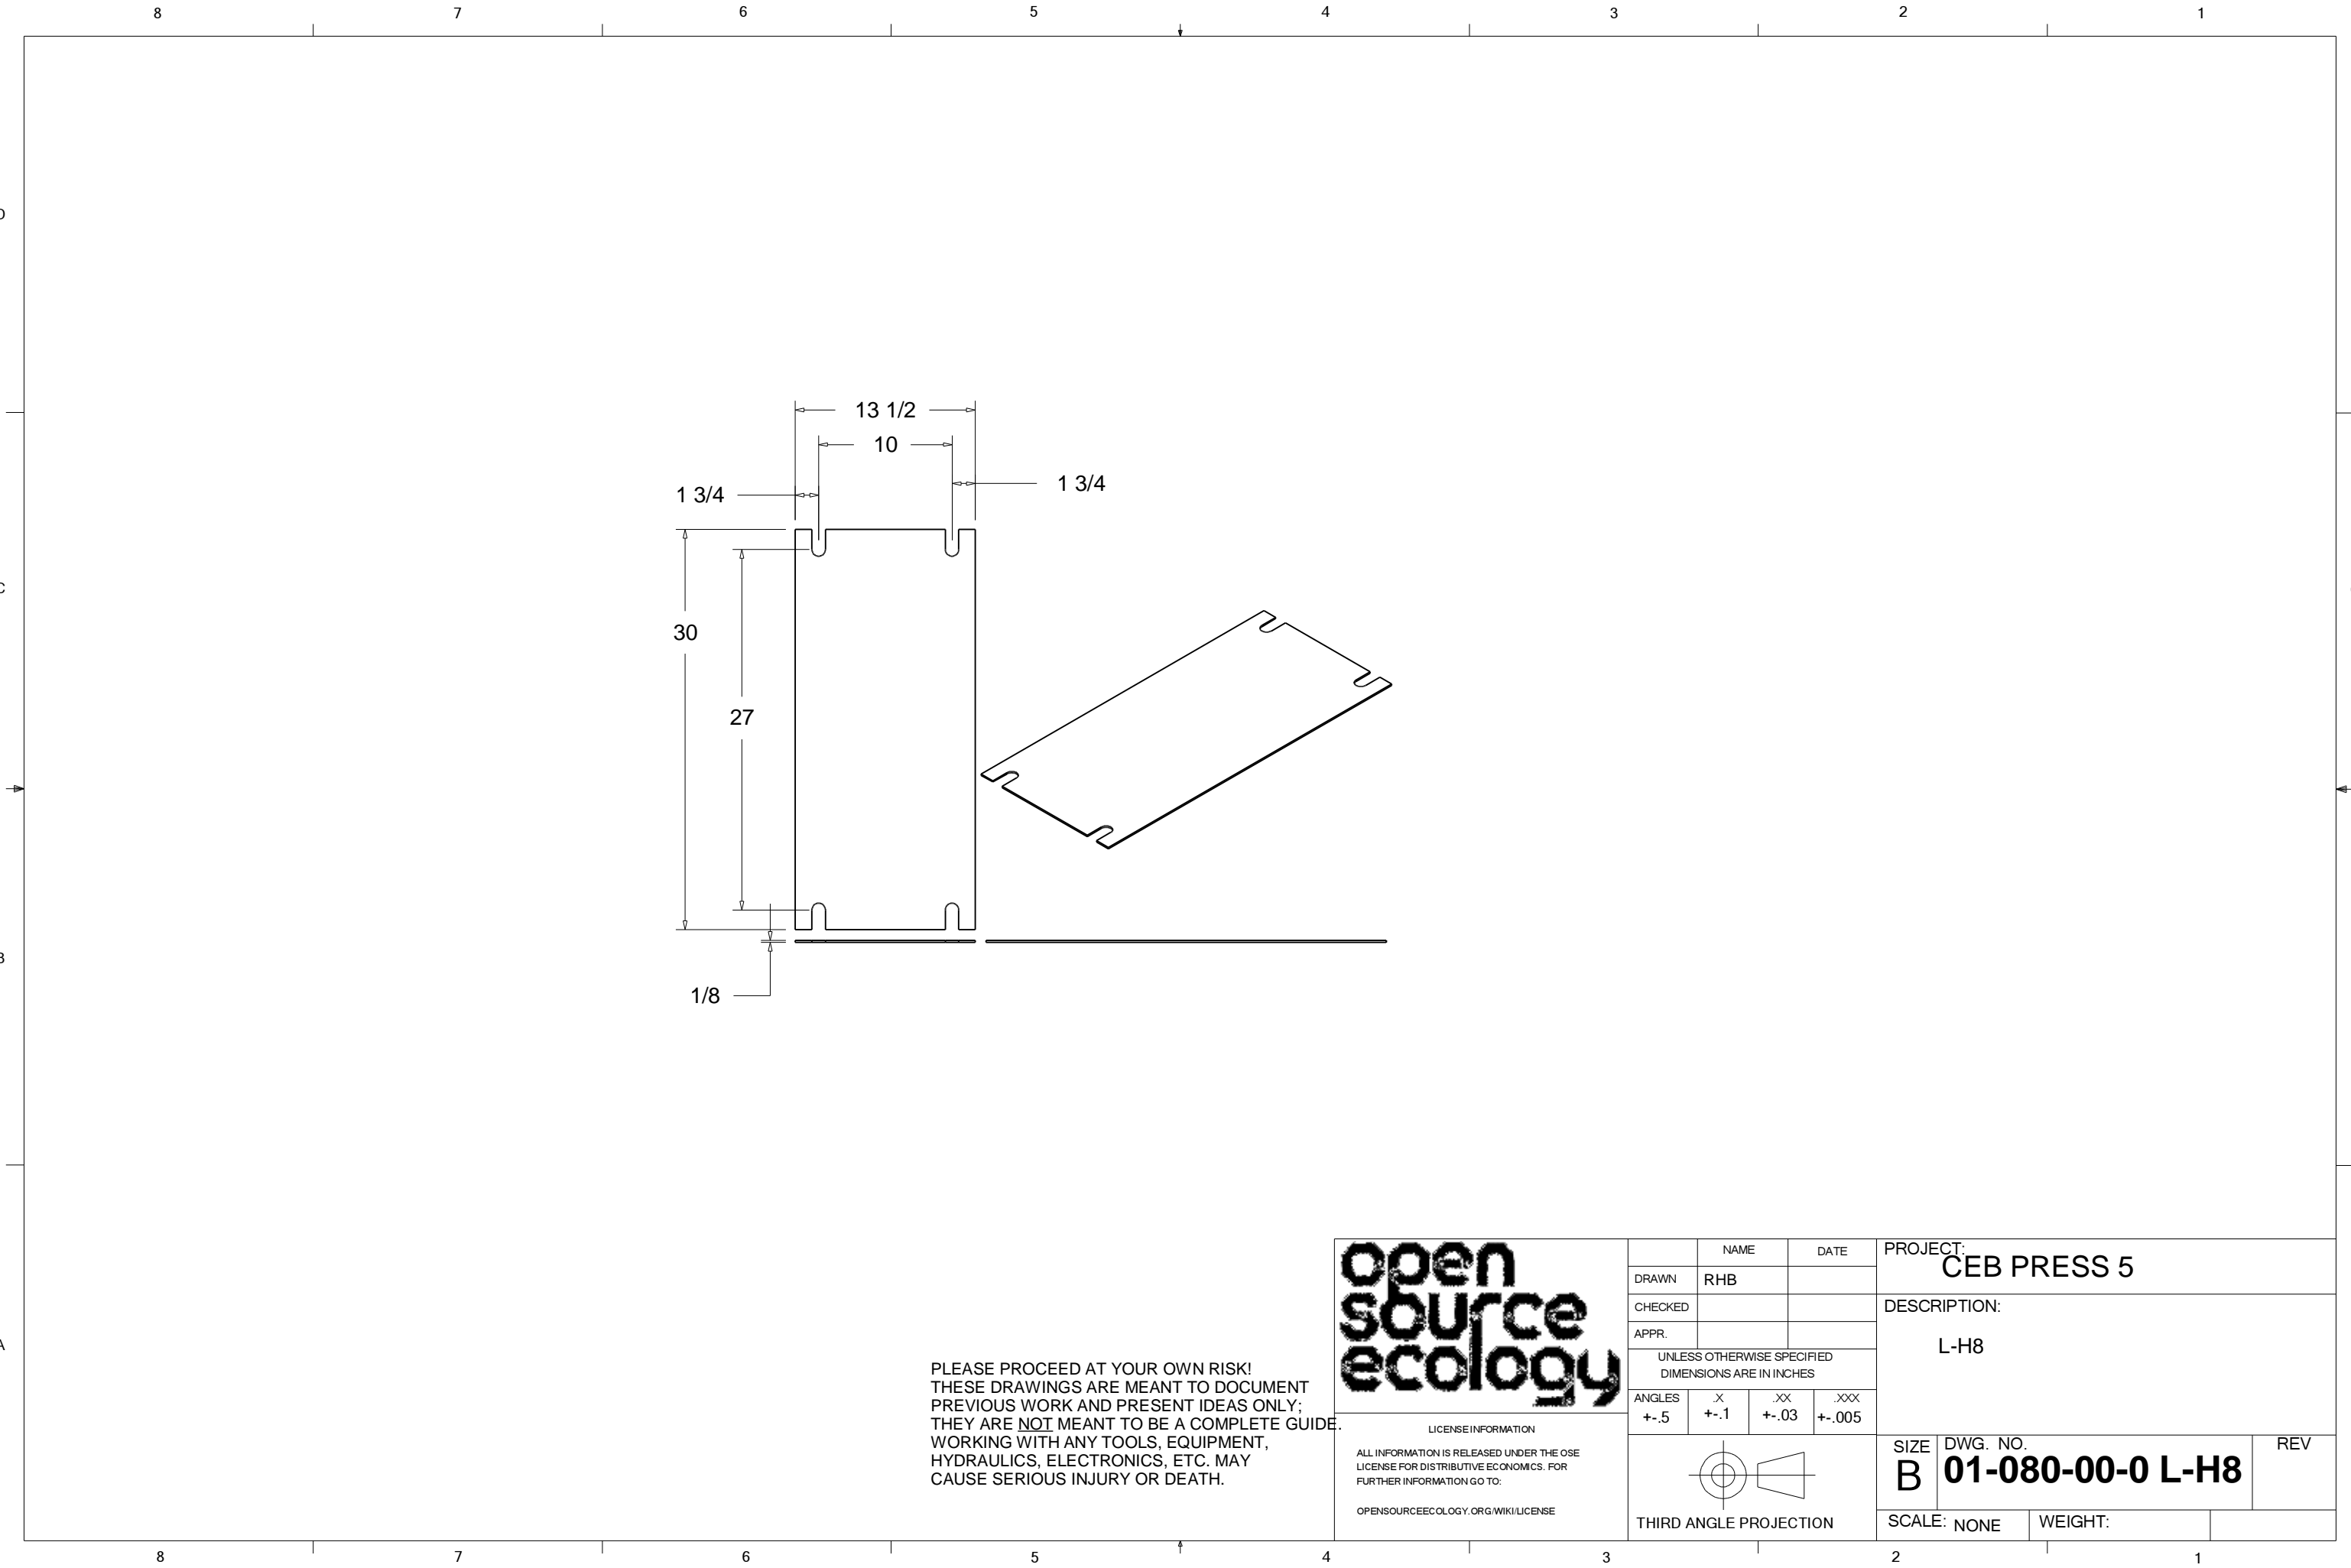 8 7 6 5 4 3 2 1
D
C
B
A
13 1/2
10
1 3/4
1 3/4
30
27
1/8
PLEASE PROCEED AT YOUR OWN RISK!
THESE DRAWINGS ARE MEANT TO DOCUMENT
PREVIOUS WORK AND PRESENT IDEAS ONLY;
THEY ARE NOT MEANT TO BE A COMPLETE GUIDE.
WORKING WITH ANY TOOLS, EQUIPMENT,
HYDRAULICS, ELECTRONICS, ETC. MAY
CAUSE SERIOUS INJURY OR DEATH.
open
source
ecology
LICENSE INFORMATION
ALL INFORMATION IS RELEASED UNDER THE OSE
LICENSE FOR DISTRIBUTIVE ECONOMICS. FOR
FURTHER INFORMATION GO TO:
OPENSOURCEECOLOGY.ORG/WIKI/LICENSE
NAME DATE
DRAWN RHB
CHECKED
APPR.
UNLESS OTHERWISE SPECIFIED
DIMENSIONS ARE IN INCHES
ANGLES .X .XX .XXX
+-.5 +-.1 +-.03 +-.005
THIRD ANGLE PROJECTION
PROJECT:
CEB PRESS 5
DESCRIPTION:
L-H8
SIZE DWG. NO. REV
B 01-080-00-0 L-H8
SCALE: NONE WEIGHT:
8 7 6 5 4 3 2 1